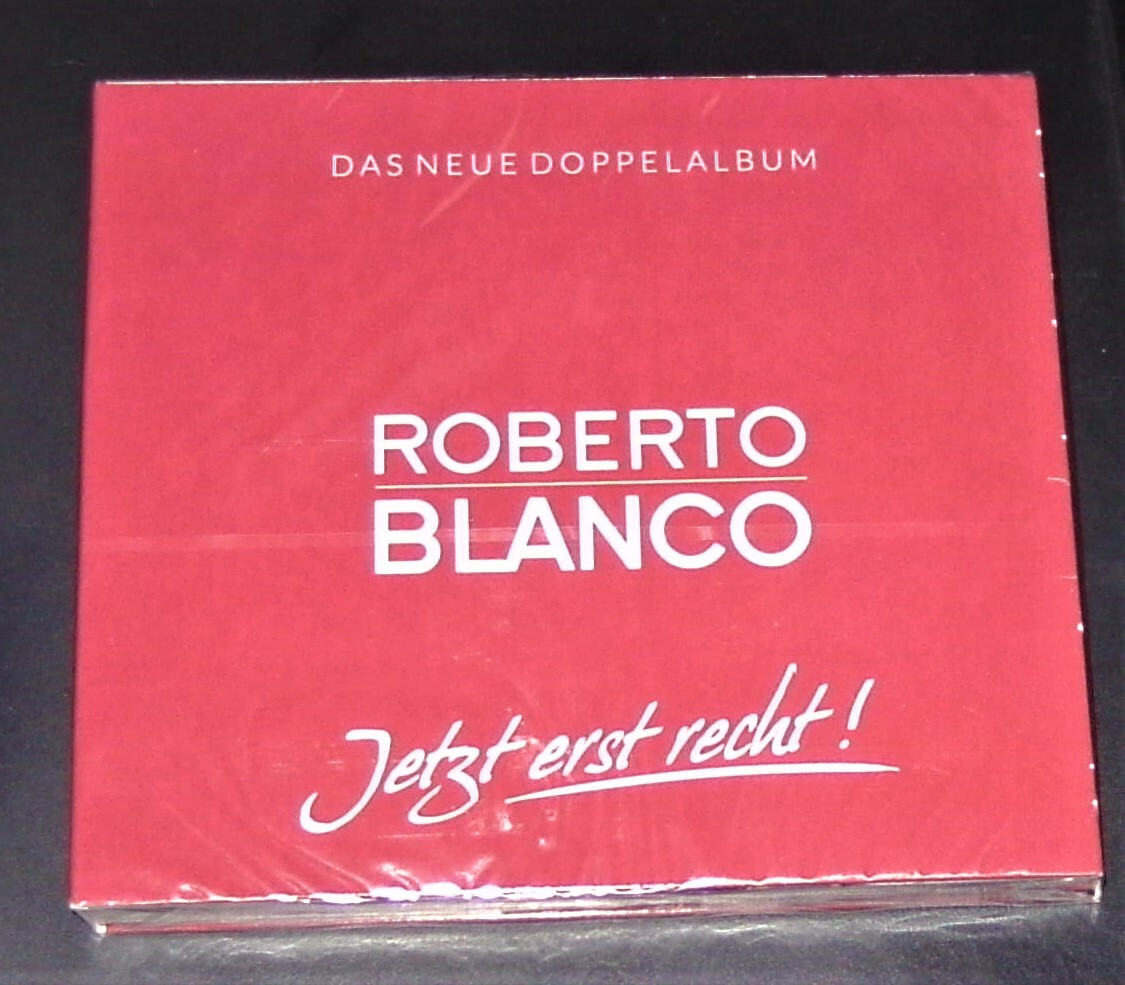 DAS NEUE DOPPELALBUM
ROBERTO
BLANCO
Jetzt erst recht!